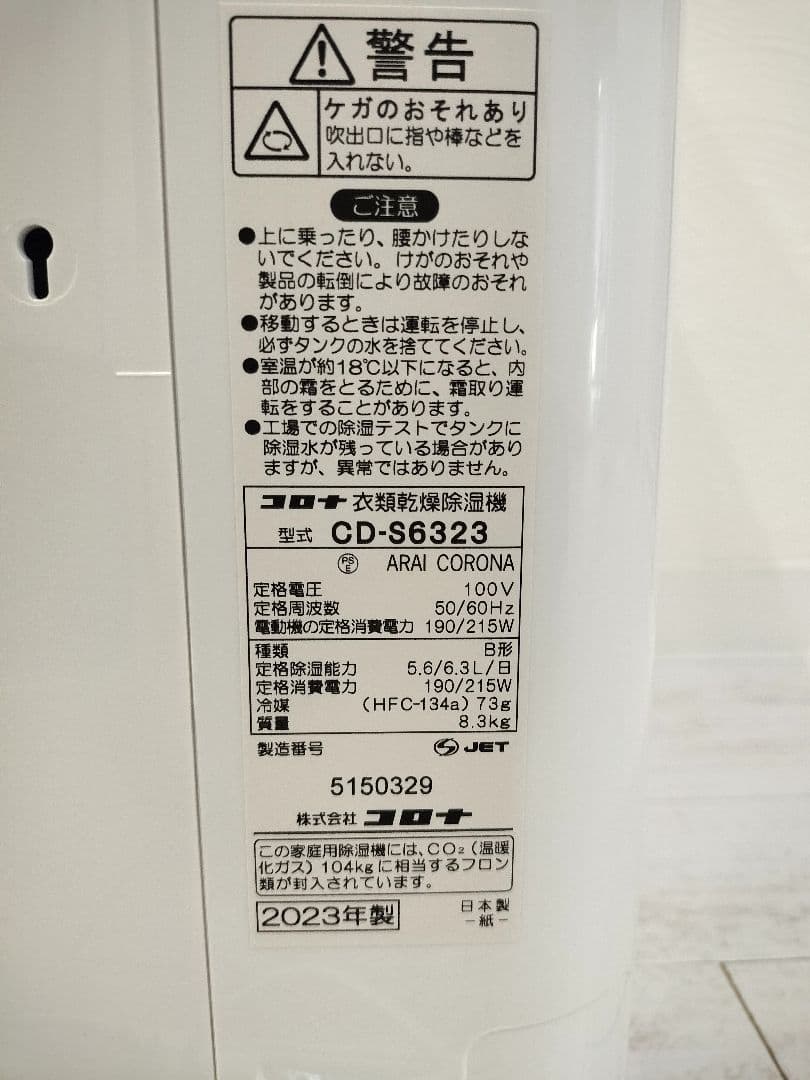 警告
ケガのおそれあり
吹出口に指や棒などを
入れない。
ご注意
●上に乗ったり、腰かけたりしな
いでください。けがのおそれや
製品の転倒により故障のおそれ
があります。
●移動するときは運転を停止し、
必ずタンクの水を捨ててください。
●室温が約18℃以下になると、内
部の霜をとるために、霜取り運
転をすることがあります。
●工場での除湿テストでタンクに
除湿水が残っている場合があり
ますが、異常ではありません。
コロナ 衣類乾燥除湿機
型式 CD-S6323
PSE ARAI CORONA
定格電圧 100V
定格周波数 50/60Hz
電動機の定格消費電力 190/215W
種類 B形
定格除湿能力 5.6/6.3L/日
定格消費電力 190/215W
冷媒 (HFC-134a) 73g
質量 8.3kg
製造番号 JET
5150329
株式会社 コロナ
この家庭用除湿機には、CO₂(温暖
化ガス)104kgに相当するフロン
類が封入されています。
2023年製 日本製
－紙－